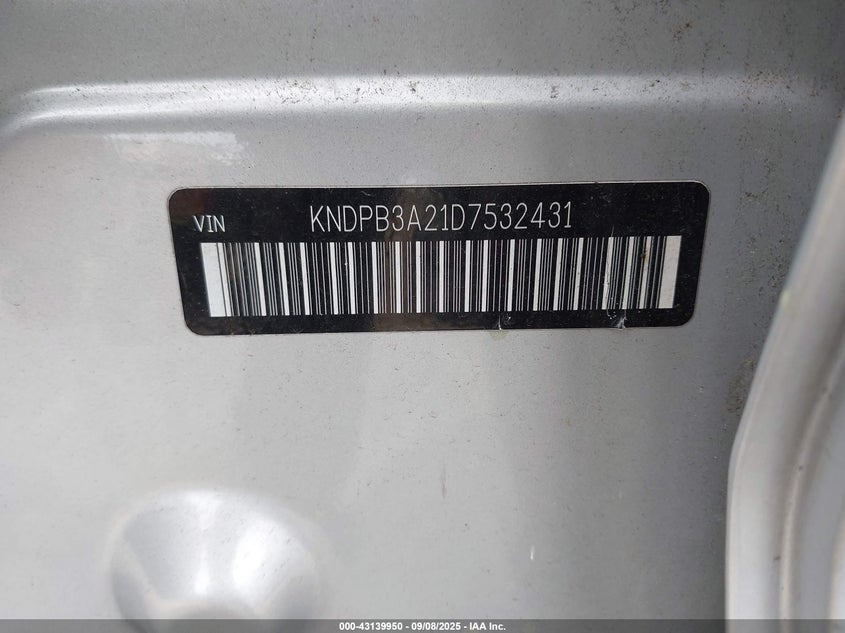 VIN KNDPB3A21D7532431
000-43139950 - 09/08/2025 - IAA Inc.